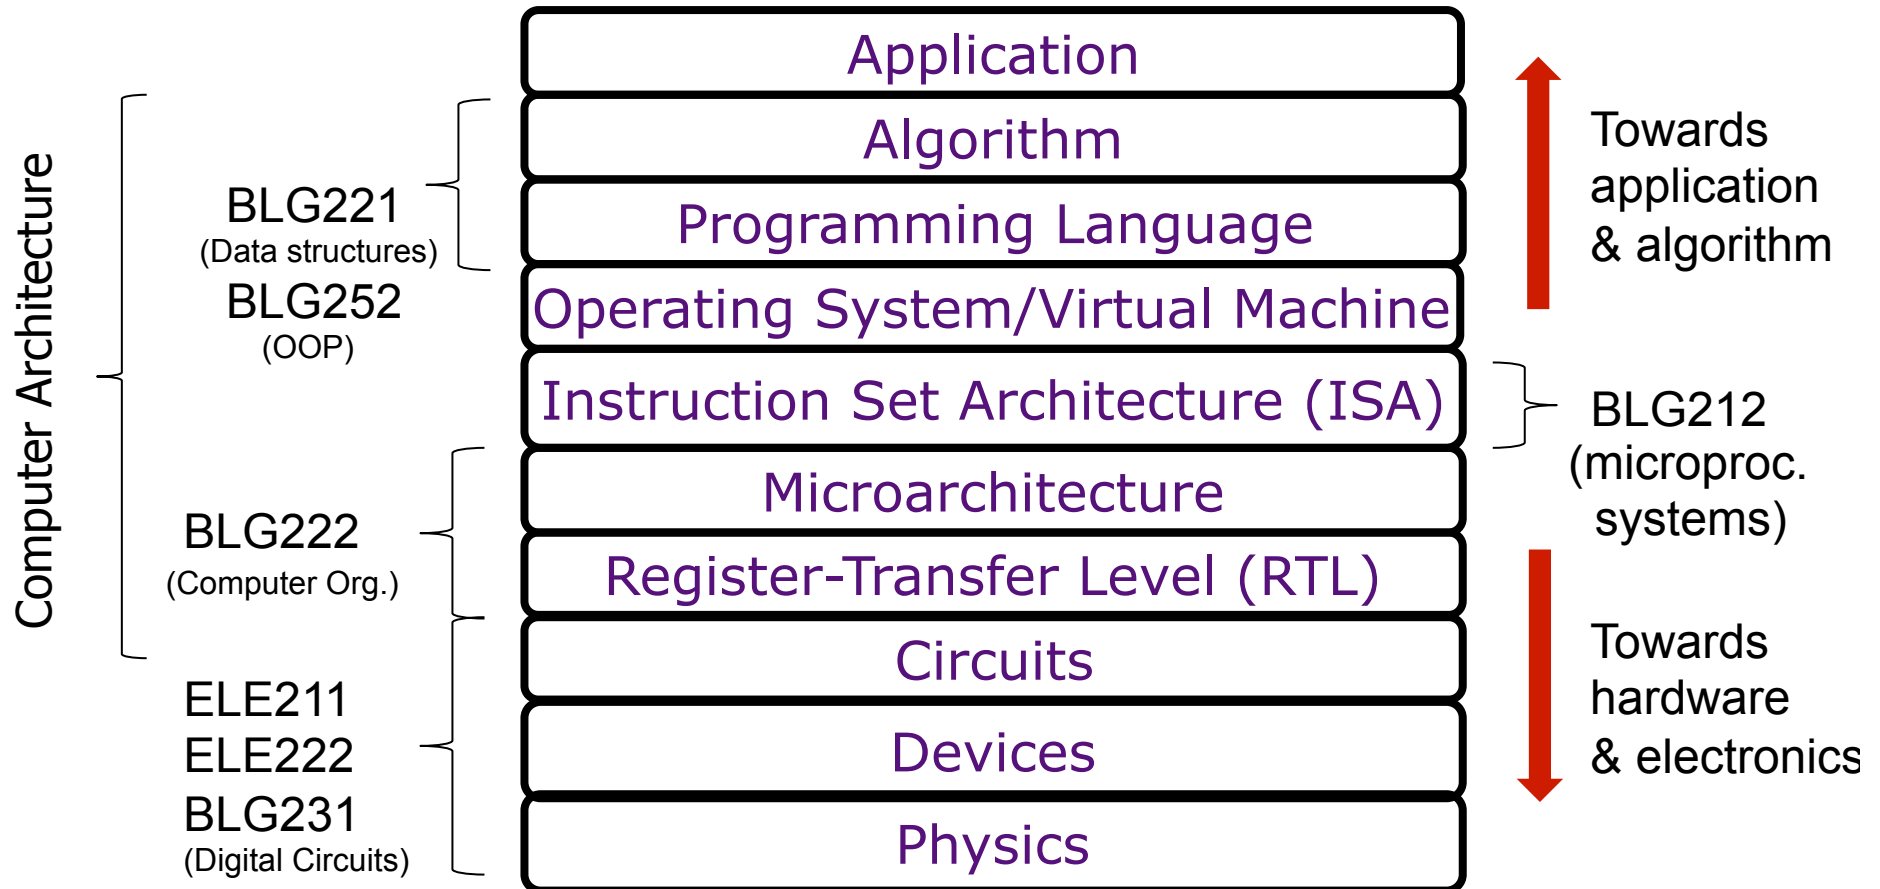 Computer Architecture
BLG221
(Data structures)
BLG252
(OOP)
BLG222
(Computer Org.)
ELE211
ELE222
BLG231
(Digital Circuits)
Application
Algorithm
Programming Language
Operating System/Virtual Machine
Instruction Set Architecture (ISA)
Microarchitecture
Register-Transfer Level (RTL)
Circuits
Devices
Physics
Towards
application
& algorithm
BLG212
(microproc.
systems)
Towards
hardware
& electronics